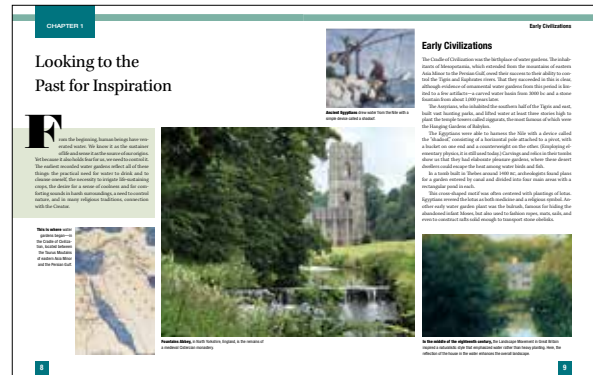 CHAPTER 1
Early Civilizations
Looking to the
Past for Inspiration
From the beginning, human beings have ven-
erated water. We know it as the sustainer
of life and sense it as the source of our origins.
Yet because it also holds fear for us, we need to control it.
The earliest recorded water gardens reflect all of these
things: the practical need for water to drink and to
cleanse oneself, the necessity to irrigate life-sustaining
crops, the desire for a sense of coolness and for com-
forting sounds in harsh surroundings, a need to control
nature, and in many religious traditions, connection
with the Creator.
This is where water
gardens began—in
the Cradle of Civiliza-
tion, located between
the Taurus Mountains
of eastern Asia Minor
and the Persian Gulf.
Ancient Egyptians drew water from the Nile with a
simple device called a shaduf.
Fountains Abbey, in North Yorkshire, England, is the remains of
a medieval Cistercian monastery.
Early Civilizations
The Cradle of Civilization was the birthplace of water gardens. The inhab-
itants of Mesopotamia, which extended from the mountains of eastern
Asia Minor to the Persian Gulf, owed their success to their ability to con-
trol the Tigris and Euphrates rivers. That they succeeded in this is clear,
although evidence of ornamental water gardens from this period is lim-
ited to a few artifacts—a carved water basin from 3000 BC and a stone
fountain from about 1,000 years later.
The Assyrians, who inhabited the southern half of the Tigris and east,
built vast hunting parks, and lifted water at least three stories high to
plant the temple towers called ziggurats, the most famous of which were
the Hanging Gardens of Babylon.
The Egyptians were able to harness the Nile with a device called
the "shaduf," consisting of a horizontal pole attached to a pivot, with
a bucket on one end and a counterweight on the other. (Employing el-
ementary physics, it is still used today.) Carvings and relics in their tombs
show us that they had elaborate pleasure gardens, where these desert
dwellers could escape the heat among water birds and fish.
In a tomb built in Thebes around 1400 BC, archeologists found plans
for a garden entered by canal and divided into four main areas with a
rectangular pond in each.
This cross-shaped motif was often centered with plantings of lotus.
Egyptians revered the lotus as both medicine and a religious symbol. An-
other early water garden plant was the bulrush, famous for hiding the
abandoned infant Moses, but also used to fashion ropes, mats, sails, and
even to construct rafts solid enough to transport stone obelisks.
In the middle of the eighteenth century, the Landscape Movement in Great Britain
inspired a naturalistic style that emphasized water rather than heavy planting. Here, the
reflection of the house in the water enhances the overall landscape.
8
9